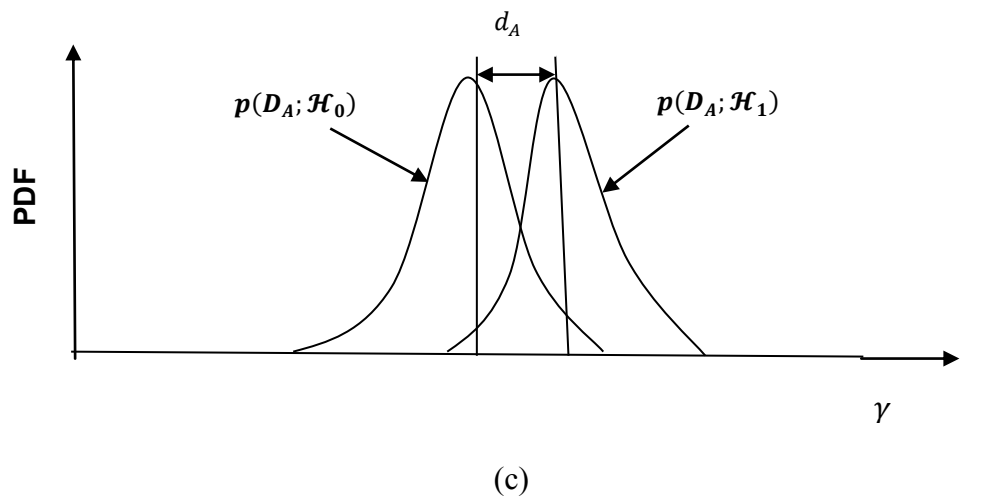 d_A
p(D_A; ℋ_0)
p(D_A; ℋ_1)
PDF
γ
(c)